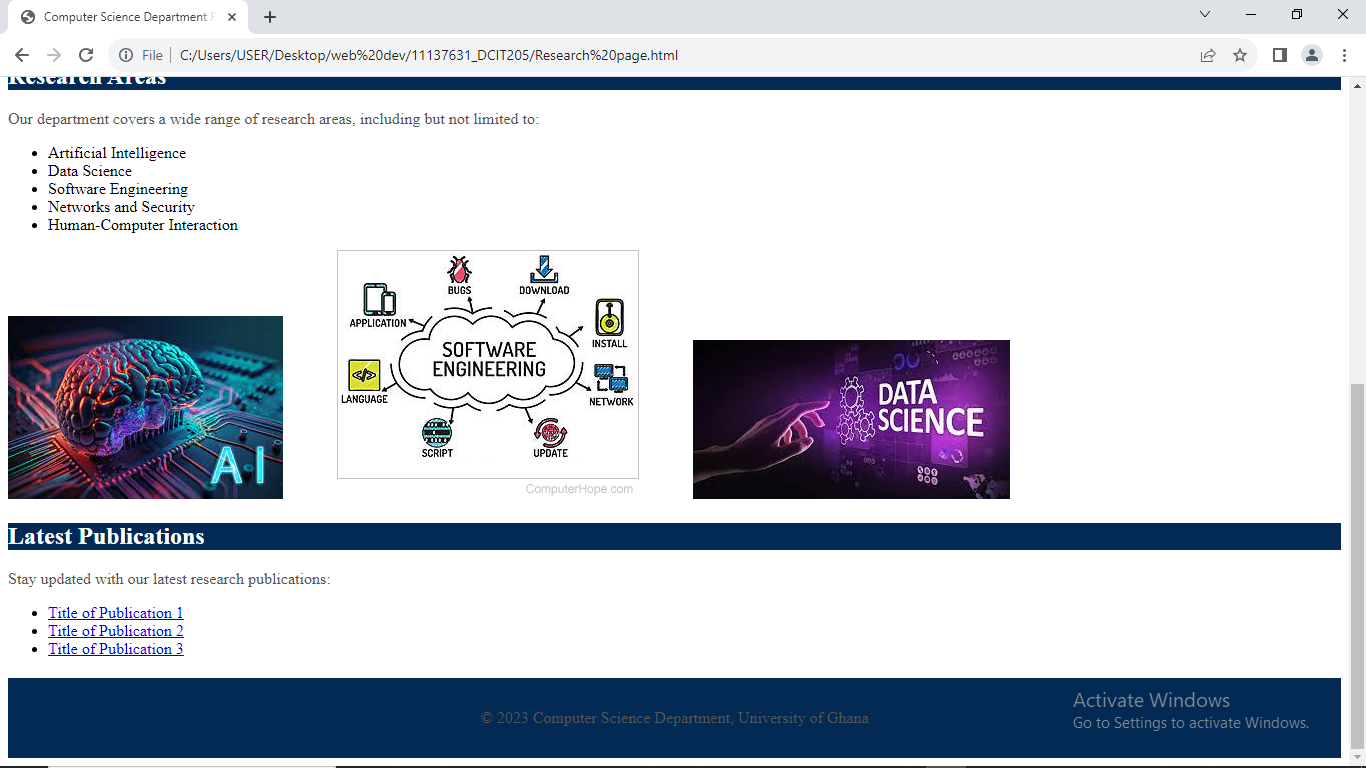 Computer Science Department F
File
C:/Users/USER/Desktop/web%20dev/11137631_DCIT205/Research%20page.html
Research Areas
Our department covers a wide range of research areas, including but not limited to:
Artificial Intelligence
Data Science
Software Engineering
Networks and Security
Human-Computer Interaction
AI
BUGS
DOWNLOAD
APPLICATION
INSTALL
SOFTWARE
ENGINEERING
LANGUAGE
NETWORK
SCRIPT
UPDATE
ComputerHope.com
DATA
SCIENCE
Latest Publications
Stay updated with our latest research publications:
Title of Publication 1
Title of Publication 2
Title of Publication 3
© 2023 Computer Science Department, University of Ghana
Activate Windows
Go to Settings to activate Windows.